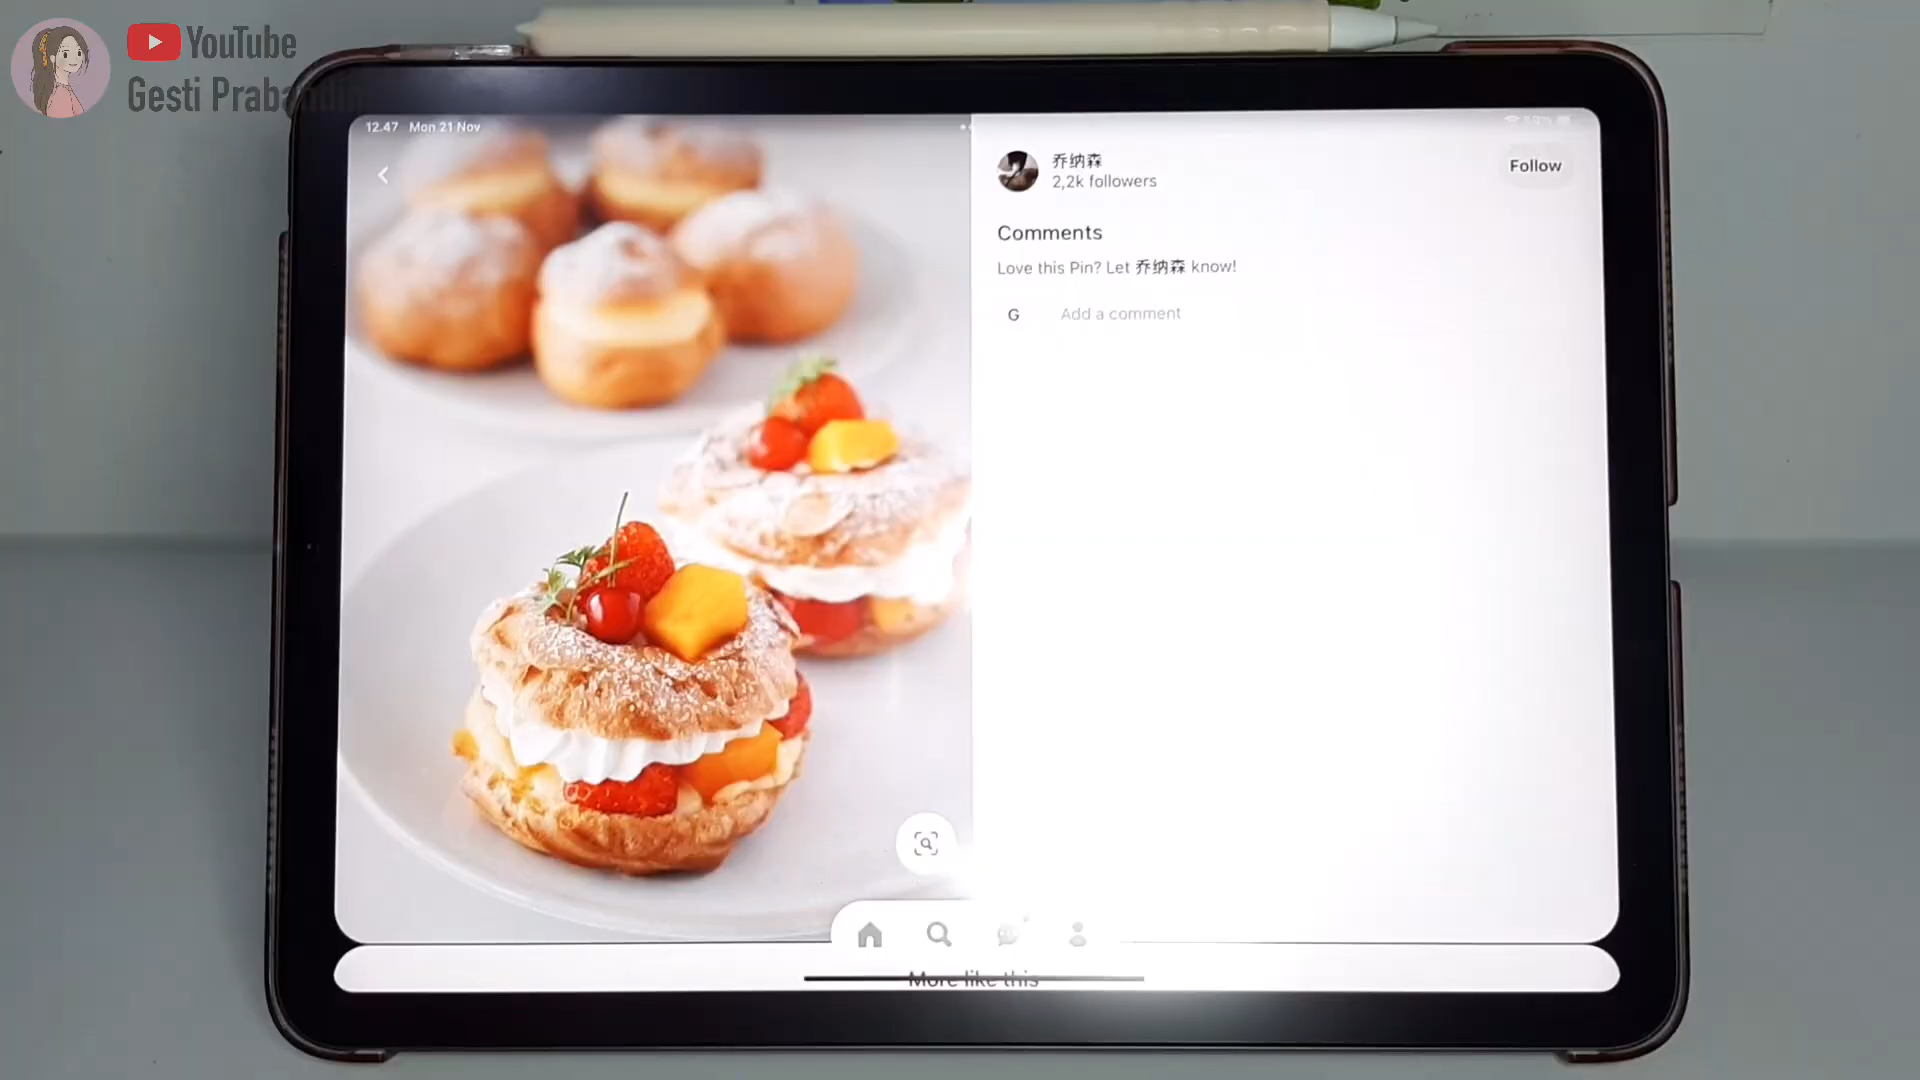 YouTube
Gesti Praba
12.47 Mon 21 Nov
乔纳森
2,2k followers
Follow
Comments
Love this Pin? Let 乔纳森 know!
G
Add a comment
More like this